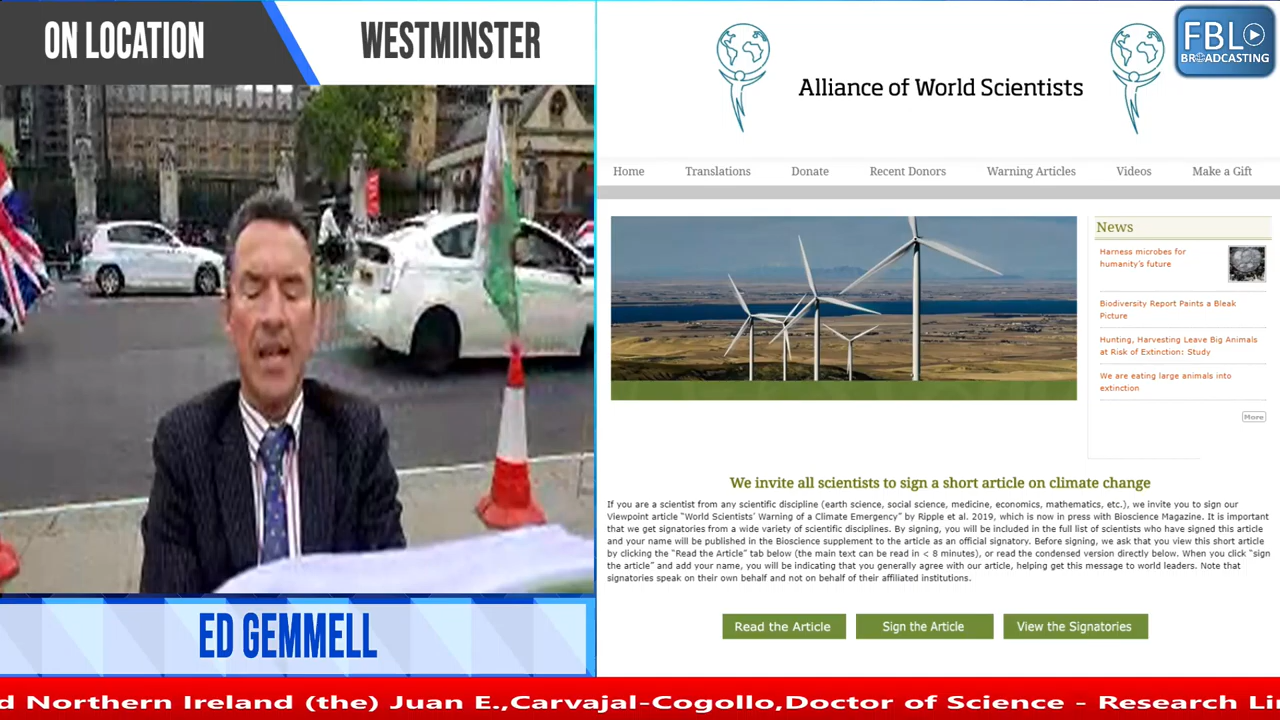 ON LOCATION
WESTMINSTER
FBL
BROADCASTING
Alliance of World Scientists
Home
Translations
Donate
Recent Donors
Warning Articles
Videos
Make a Gift
News
Harness microbes for
humanity's future
Biodiversity Report Paints a Bleak
Picture
Hunting, Harvesting Leave Big Animals
at Risk of Extinction: Study
We are eating large animals into
extinction
More
We invite all scientists to sign a short article on climate change
If you are a scientist from any scientific discipline (earth science, social science, medicine, economics, mathematics, etc.), we invite you to sign our
Viewpoint article "World Scientists' Warning of a Climate Emergency" by Ripple et al. 2019, which is now in press with Bioscience Magazine. It is important
that we get signatories from a wide variety of scientific disciplines. By signing, you will be included in the full list of scientists who have signed this article
and your name will be published in the Bioscience supplement to the article as an official signatory. Before signing, we ask that you view this short article
by clicking the "Read the Article" tab below (the main text can be read in < 8 minutes), or read the condensed version directly below. When you click "sign
the article" and add your name, you will be indicating that you generally agree with our article, helping get this message to world leaders. Note that
signatories speak on their own behalf and not on behalf of their affiliated institutions.
Read the Article
Sign the Article
View the Signatories
ED GEMMELL
d Northern Ireland (the) Juan E.,Carvajal-Cogollo,Doctor of Science - Research Li